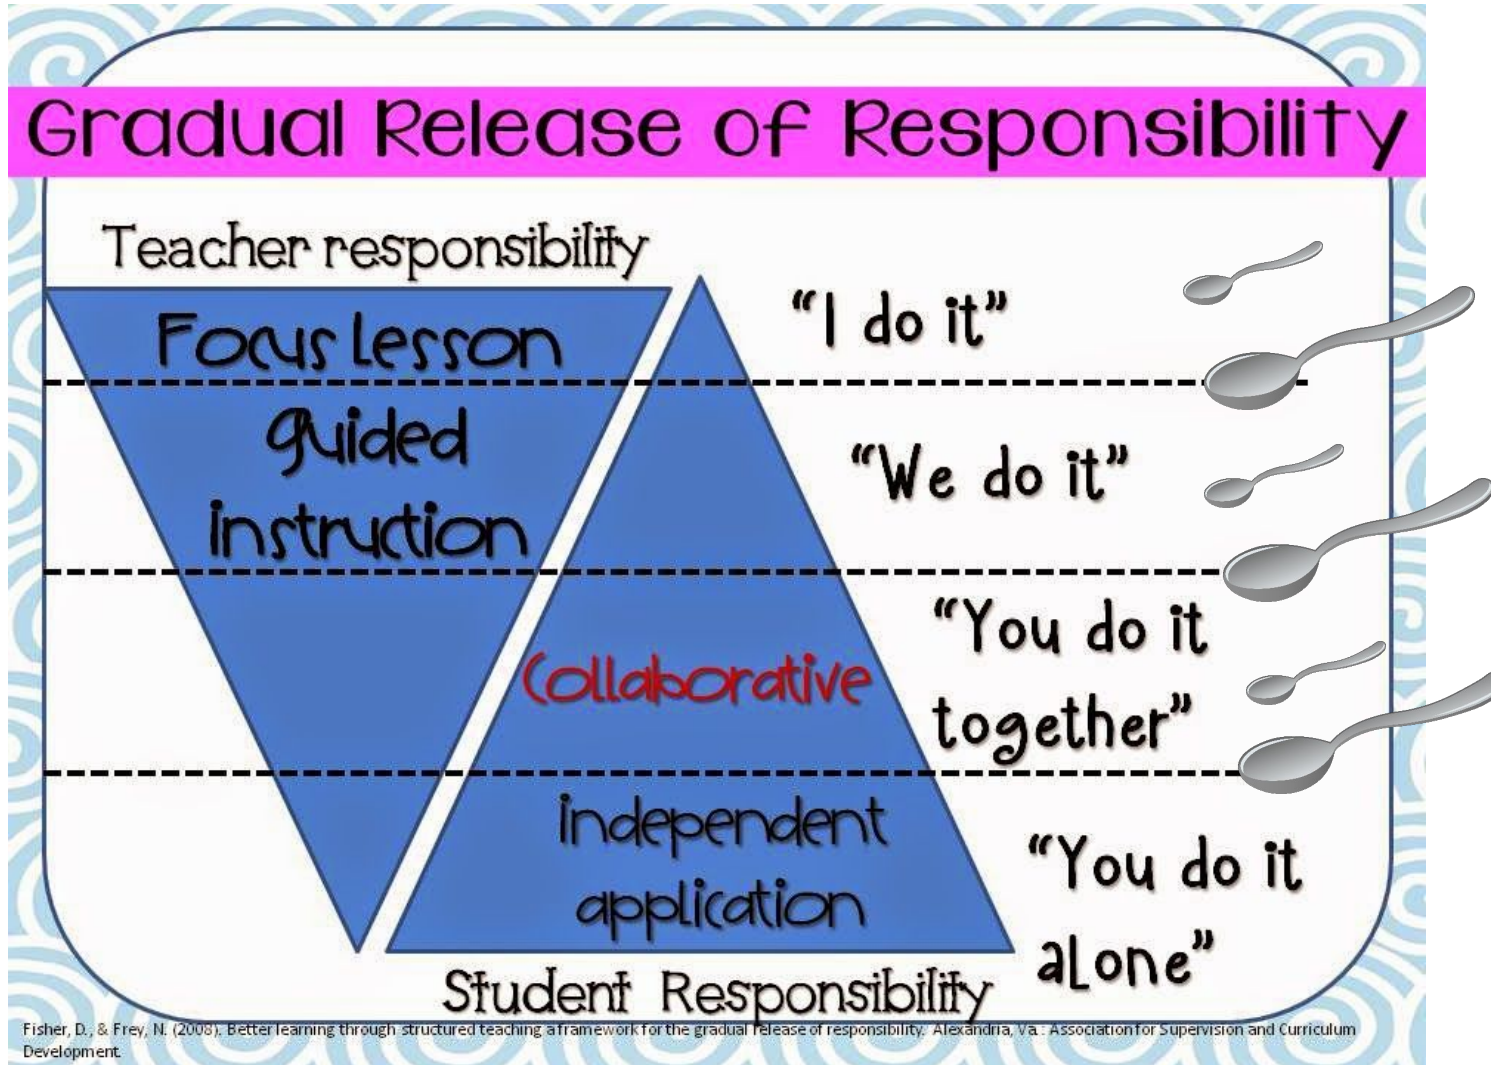 Gradual Release of Responsibility
Teacher responsibility
Focus Lesson
"I do it"
guided
instruction
"We do it"
Collaborative
"You do it
together"
independent
application
"You do it
alone"
Student Responsibility
Fisher, D., & Frey, N. (2008). Better learning through structured teaching a framework for the gradual release of responsibility. Alexandria, Va.: Association for Supervision and Curriculum
Development.